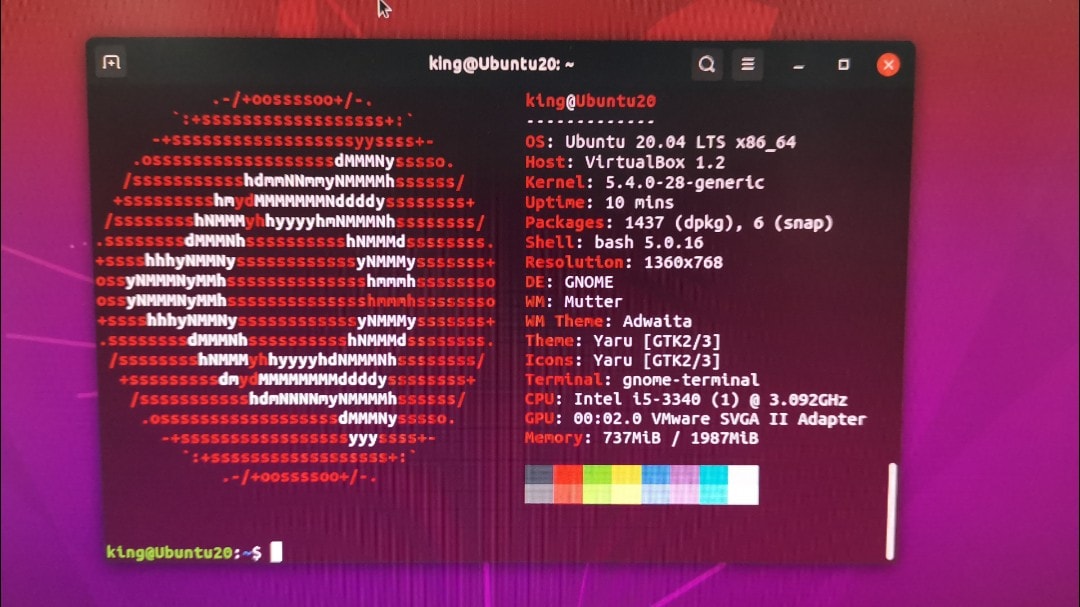 king@Ubuntu20: ~
.-/+oossssoo+/-.
`:+ssssssssssssssssss+:`
-+ssssssssssssssssssyyssss+-
.ossssssssssssssssssdMMMNysssso.
/ssssssssssshdmmNNmmyNMMMMhssssss/
+ssssssssshmydMMMMMMMNddddyssssssss+
/sssssssshNMMMyhhyyyyhmNMMMNhssssssss/
.ssssssssdMMMNhsssssssssshNMMMdssssssss.
+sssshhhyNMMNyssssssssssssyNMMMysssssss+
ossyNMMMNyMMhsssssssssssssshmmmhssssssso
ossyNMMMNyMMhsssssssssssssshmmmhssssssso
+sssshhhyNMMNyssssssssssssyNMMMysssssss+
.ssssssssdMMMNhsssssssssshNMMMdssssssss.
/sssssssshNMMMyhhyyyyhdNMMMNhssssssss/
+sssssssssdmydMMMMMMMMddddyssssssss+
/ssssssssssshdmNNNNmyNMMMMhssssss/
.ossssssssssssssssssdMMMNysssso.
-+sssssssssssssssssyyyssss+-
`:+ssssssssssssssssss+:`
.-/+oossssoo+/-.
king@Ubuntu20
-------------
OS: Ubuntu 20.04 LTS x86_64
Host: VirtualBox 1.2
Kernel: 5.4.0-28-generic
Uptime: 10 mins
Packages: 1437 (dpkg), 6 (snap)
Shell: bash 5.0.16
Resolution: 1360x768
DE: GNOME
WM: Mutter
WM Theme: Adwaita
Theme: Yaru [GTK2/3]
Icons: Yaru [GTK2/3]
Terminal: gnome-terminal
CPU: Intel i5-3340 (1) @ 3.092GHz
GPU: 00:02.0 VMware SVGA II Adapter
Memory: 737MiB / 1987MiB
king@Ubuntu20:~$